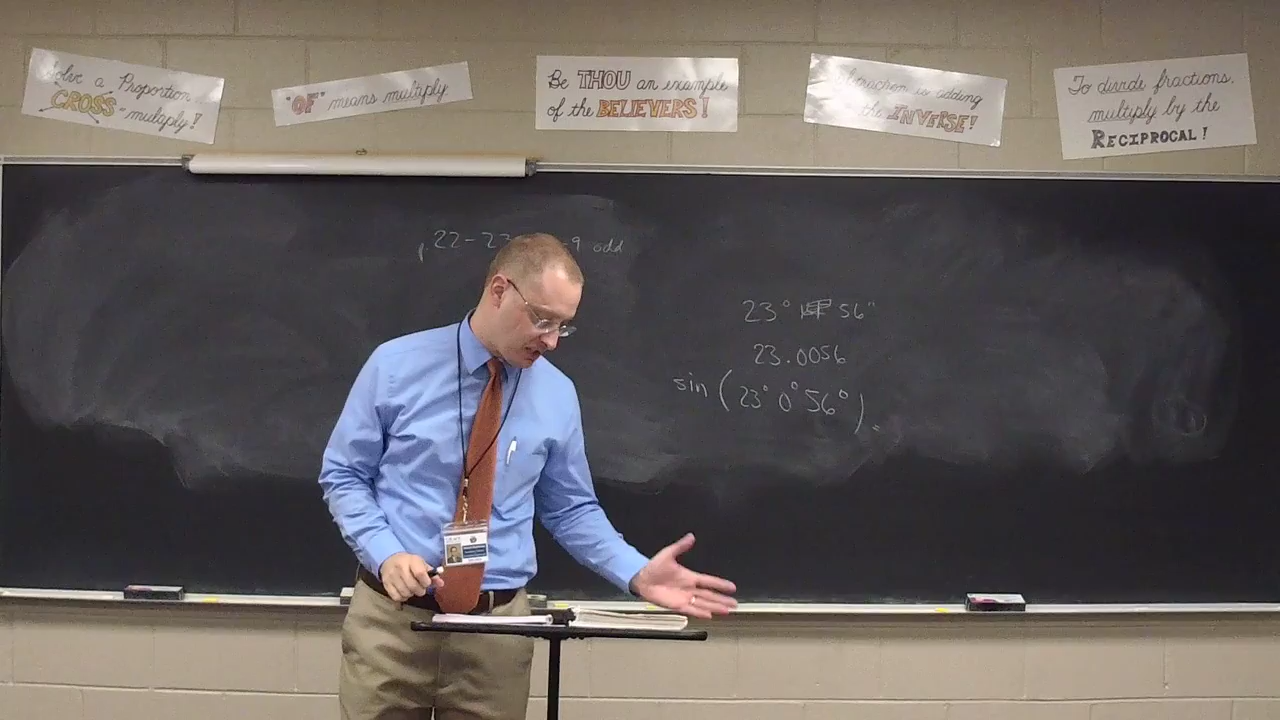 Solve a Proportion
CROSS-multiply!
"OF" means multiply
Be THOU an example
of the BELIEVERS!
Subtraction is adding
the INVERSE!
To divide fractions,
multiply by the
RECIPROCAL!
22-23
-9 odd
23° 56"
23.0056
sin(23°0°56°)